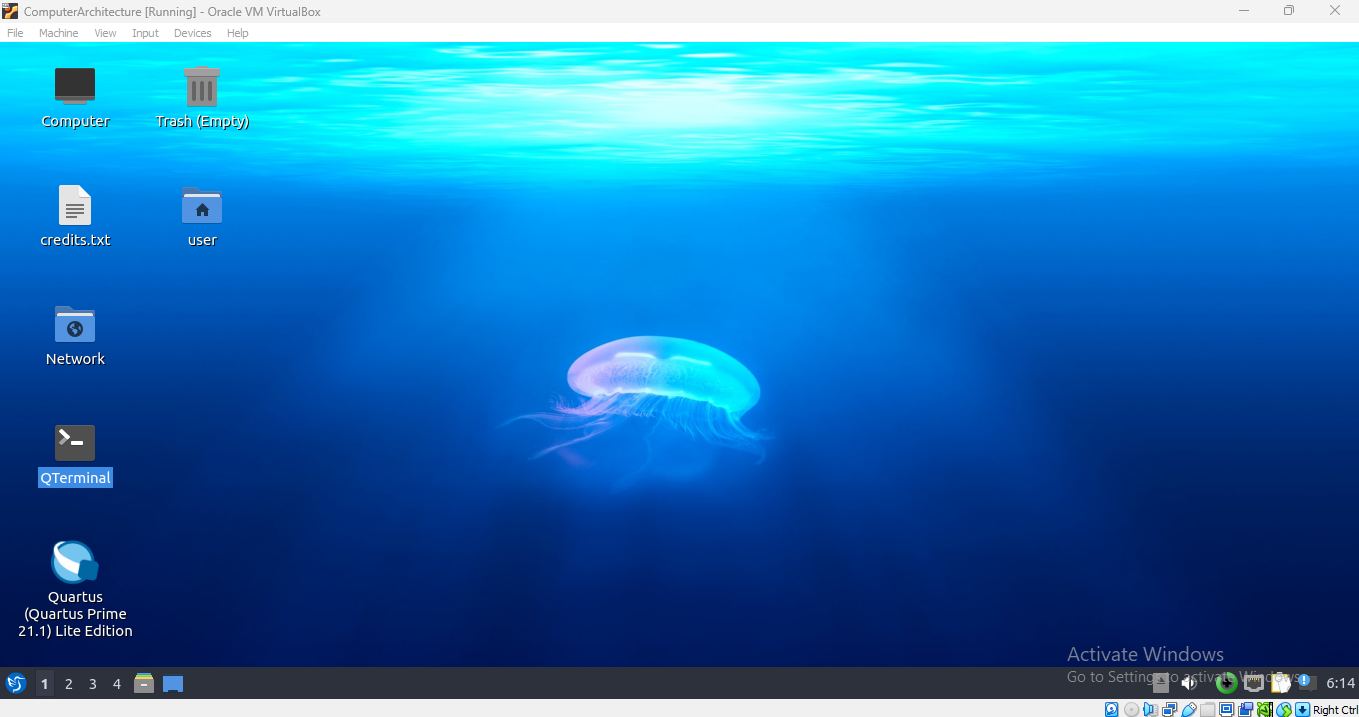 ComputerArchitecture [Running] - Oracle VM VirtualBox
File Machine View Input Devices Help
Computer
Trash (Empty)
credits.txt
user
Network
QTerminal
Quartus
(Quartus Prime
21.1) Lite Edition
Activate Windows
Go to Settings to activate Windows.
1 2 3 4
6:14
Right Ctrl